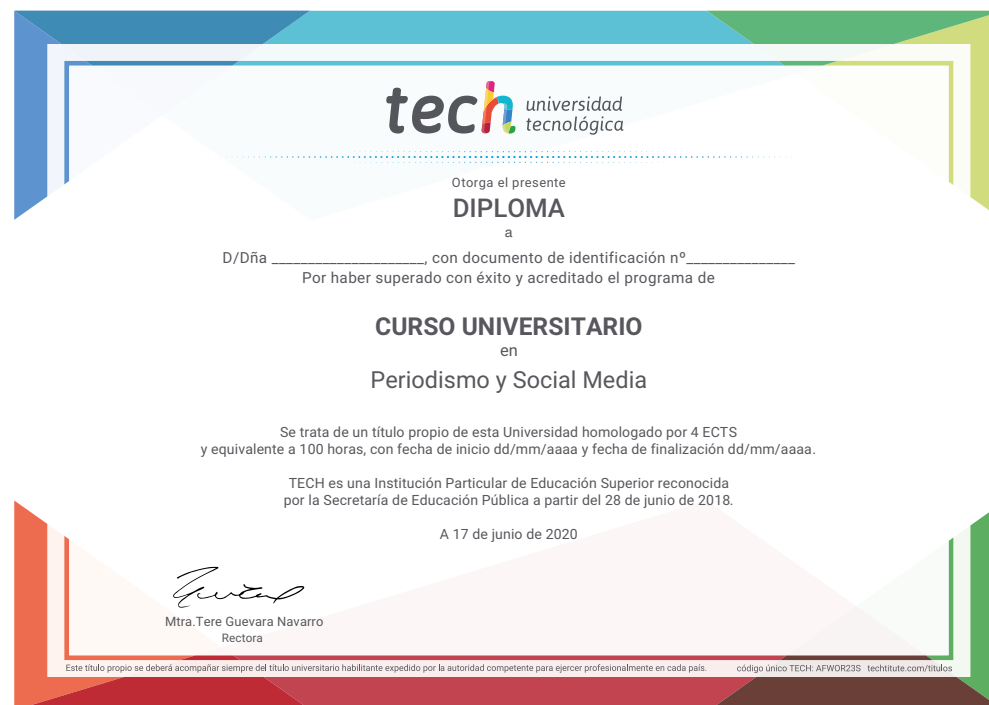 tech universidad
tecnológica
Otorga el presente
DIPLOMA
a
D/Dña _____________________, con documento de identificación nº_______________
Por haber superado con éxito y acreditado el programa de
CURSO UNIVERSITARIO
en
Periodismo y Social Media
Se trata de un título propio de esta Universidad homologado por 4 ECTS
y equivalente a 100 horas, con fecha de inicio dd/mm/aaaa y fecha de finalización dd/mm/aaaa.
TECH es una Institución Particular de Educación Superior reconocida
por la Secretaría de Educación Pública a partir del 28 de junio de 2018.
A 17 de junio de 2020
Mtra.Tere Guevara Navarro
Rectora
Este título propio se deberá acompañar siempre del título universitario habilitante expedido por la autoridad competente para ejercer profesionalmente en cada país. código único TECH: AFWOR23S techtitute.com/titulos